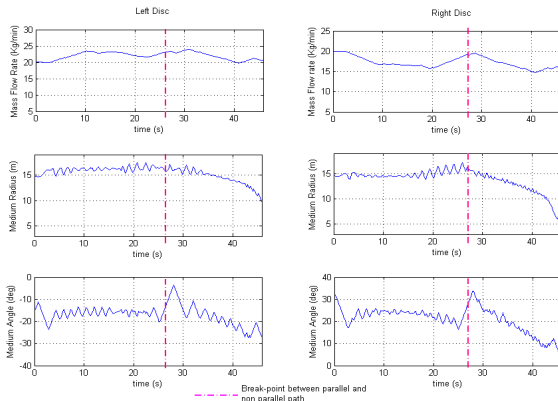 Left Disc
Right Disc
Mass Flow Rate (Kg/min)
30
25
20
15
10
5
0 10 20 30 40
time (s)
Mass Flow rate (Kg/min)
25
20
15
10
5
0 10 20 30 40
time (s)
Medium Radius (m)
15
10
5
0 10 20 30 40
time (s)
Medium Radius (m)
15
10
5
0 10 20 30 40
time (s)
Medium Angle (deg)
0
-10
-20
-30
-40
0 10 20 30 40
time (s)
Medium Angle (deg)
40
30
20
10
0
0 10 20 30 40
time (s)
Break-point between parallel and
non parallel path